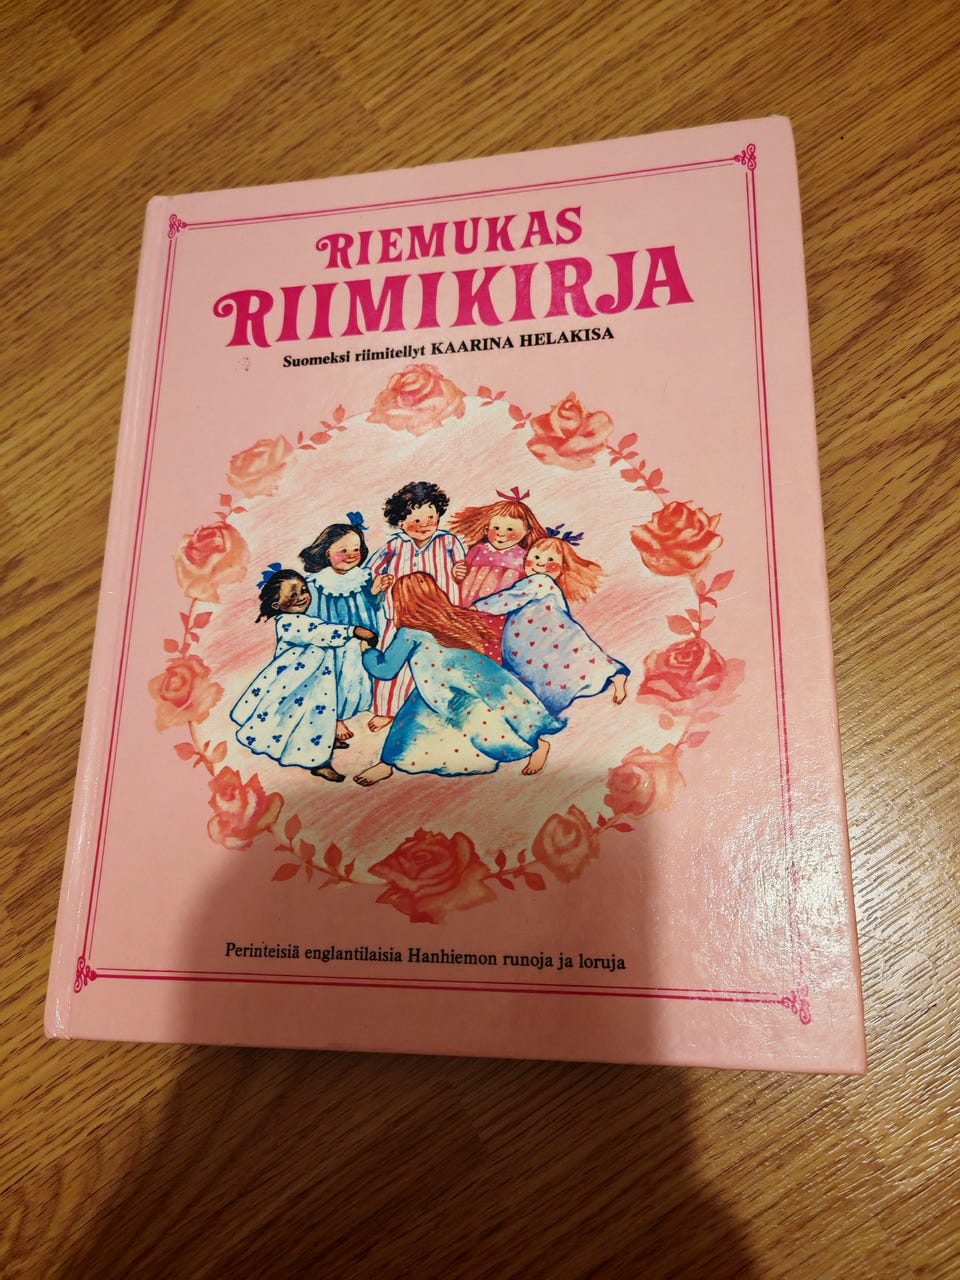 RIEMUKAS
RIIMIKIRJA
Suomeksi riimitellyt KAARINA HELAKISA
Perinteisiä englantilaisia Hanhiemon runoja ja loruja